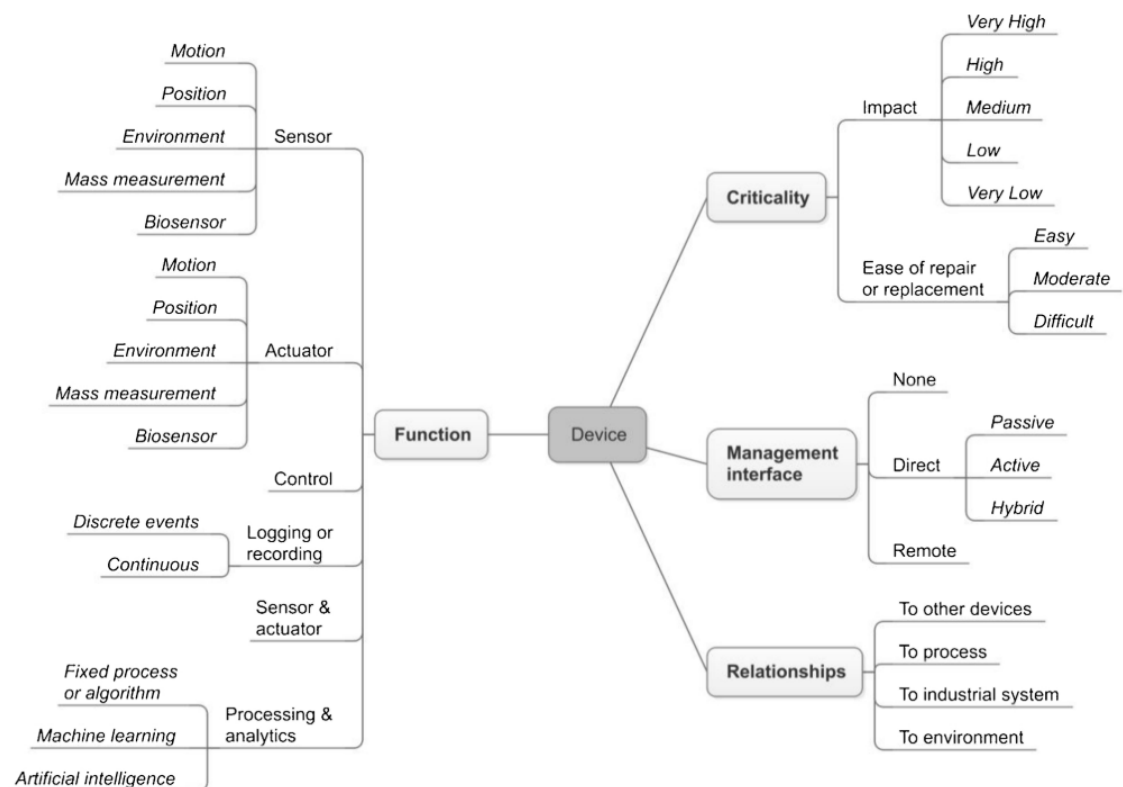 Device
Function
Sensor
Motion
Position
Environment
Mass measurement
Biosensor
Actuator
Motion
Position
Environment
Mass measurement
Biosensor
Control
Logging or
recording
Discrete events
Continuous
Sensor &
actuator
Processing &
analytics
Fixed process
or algorithm
Machine learning
Artificial intelligence
Criticality
Impact
Very High
High
Medium
Low
Very Low
Ease of repair
or replacement
Easy
Moderate
Difficult
Management
interface
None
Direct
Passive
Active
Hybrid
Remote
Relationships
To other devices
To process
To industrial system
To environment